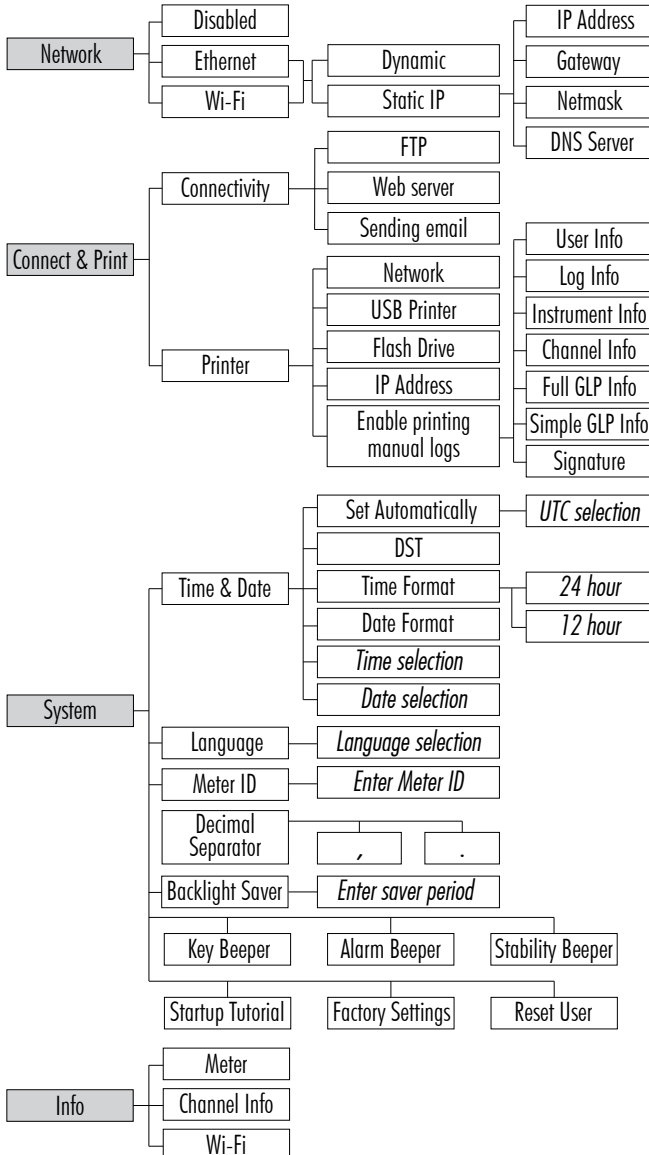 Network
Disabled
Ethernet
Wi-Fi
Dynamic
Static IP
IP Address
Gateway
Netmask
DNS Server
Connect & Print
Connectivity
FTP
Web server
Sending email
Printer
Network
USB Printer
Flash Drive
IP Address
Enable printing
manual logs
User Info
Log Info
Instrument Info
Channel Info
Full GLP Info
Simple GLP Info
Signature
System
Time & Date
Set Automatically
UTC selection
DST
Time Format
24 hour
12 hour
Date Format
Time selection
Date selection
Language
Language selection
Meter ID
Enter Meter ID
Decimal
Separator
,
.
Backlight Saver
Enter saver period
Key Beeper
Alarm Beeper
Stability Beeper
Startup Tutorial
Factory Settings
Reset User
Info
Meter
Channel Info
Wi-Fi